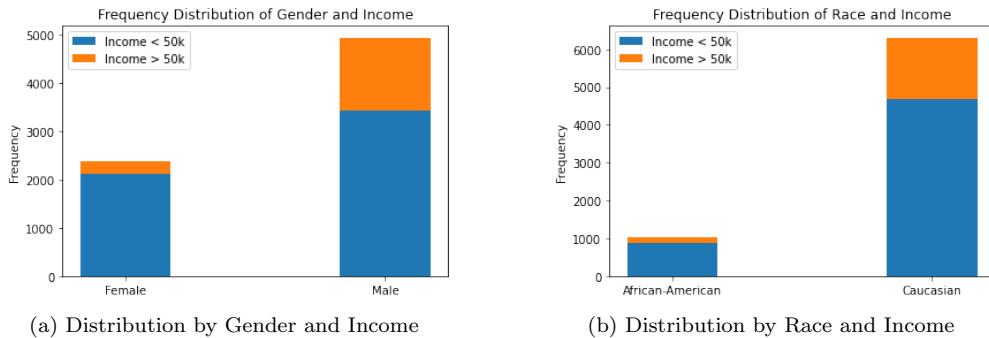 Frequency Distribution of Gender and Income
5000
4000
3000
2000
1000
0
Frequency
Income < 50k
Income > 50k
Female
Male
(a) Distribution by Gender and Income
Frequency Distribution of Race and Income
6000
5000
4000
3000
2000
1000
0
Frequency
Income < 50k
Income > 50k
African-American
Caucasian
(b) Distribution by Race and Income